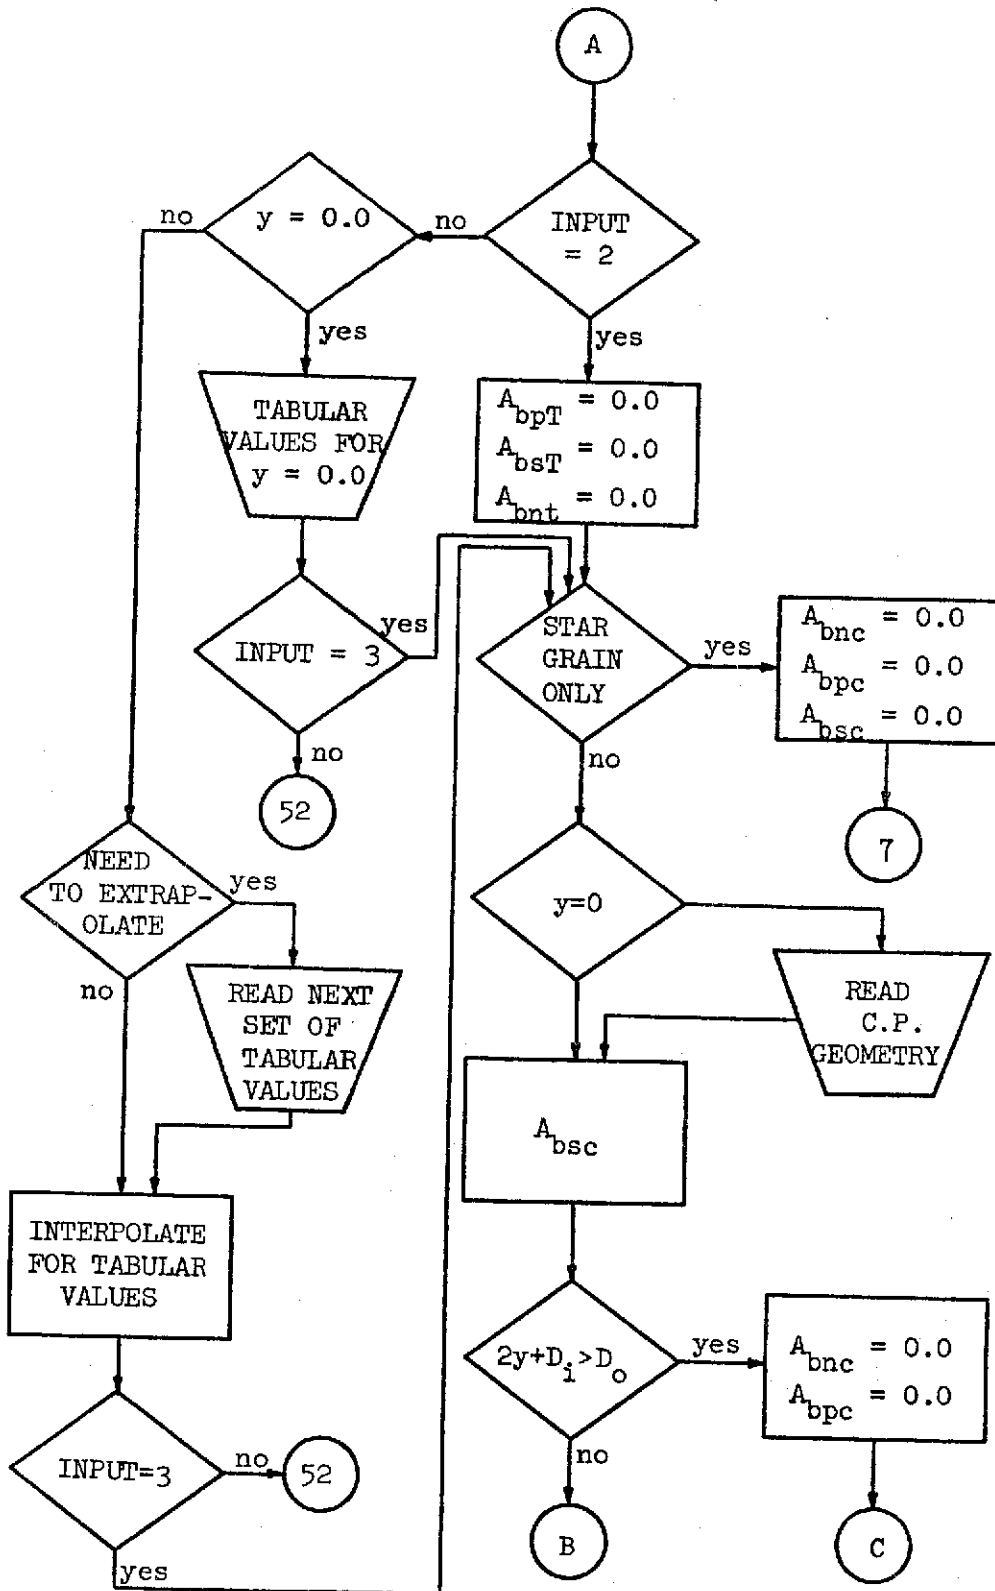 A
INPUT
= 2
no
y = 0.0
no
yes
yes
TABULAR
VALUES FOR
y = 0.0
A_bpT = 0.0
A_bsT = 0.0
A_bnt = 0.0
INPUT = 3
yes
no
52
STAR
GRAIN
ONLY
yes
A_bnc = 0.0
A_bpc = 0.0
A_bsc = 0.0
7
no
NEED
TO EXTRAP-
OLATE
yes
no
READ NEXT
SET OF
TABULAR
VALUES
y=0
READ
C.P.
GEOMETRY
A_bsc
INTERPOLATE
FOR TABULAR
VALUES
INPUT=3
no
52
yes
2y+D_i>D_o
yes
A_bnc = 0.0
A_bpc = 0.0
no
B
C